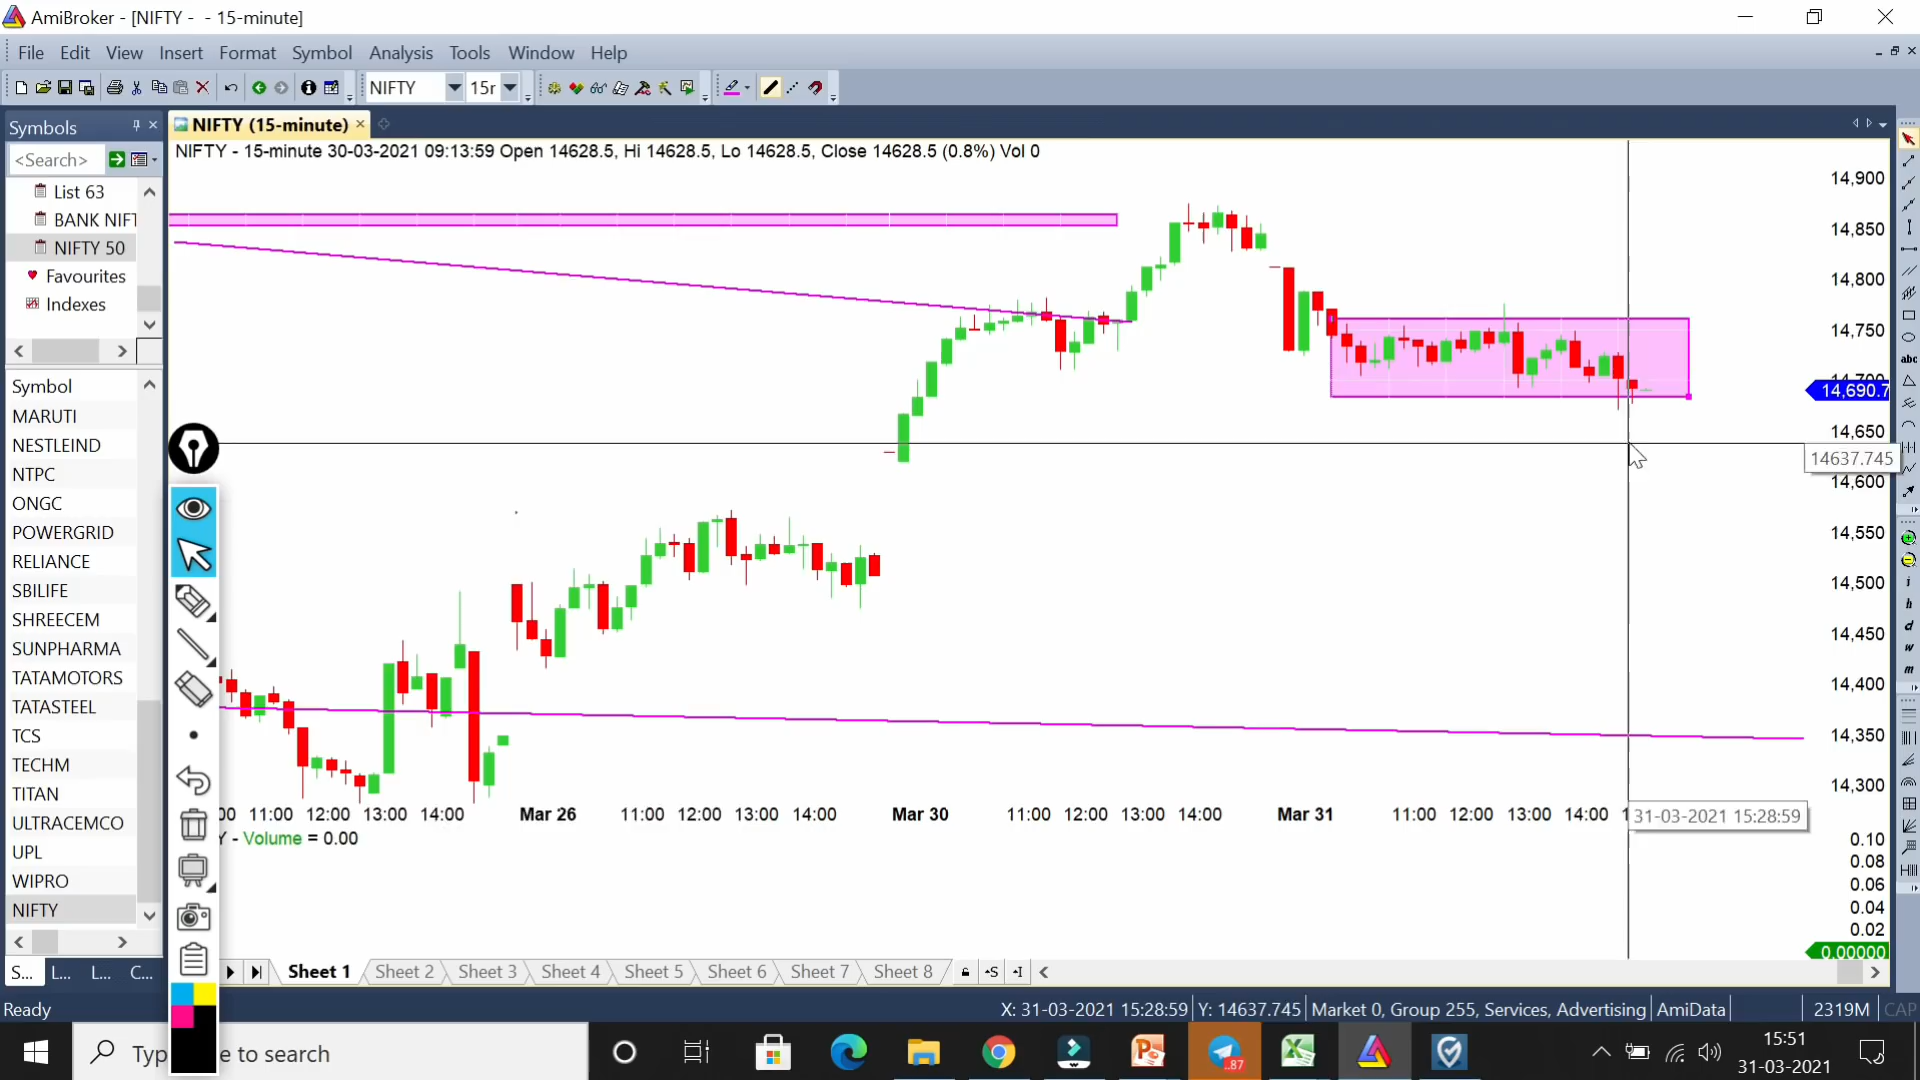 AmiBroker - [NIFTY -  - 15-minute]
File Edit View Insert Format Symbol Analysis Tools Window Help
NIFTY 15r
Symbols
NIFTY (15-minute)
<Search>
NIFTY - 15-minute 30-03-2021 09:13:59 Open 14628.5, Hi 14628.5, Lo 14628.5, Close 14628.5 (0.8%) Vol 0
List 63
BANK NIFT
NIFTY 50
Favourites
Indexes
14,900
14,850
14,800
14,750
14,700
14,690.7
14,650
14637.745
14,600
14,550
14,500
14,450
14,400
14,350
14,300
Symbol
MARUTI
NESTLEIND
NTPC
ONGC
POWERGRID
RELIANCE
SBILIFE
SHREECEM
SUNPHARMA
TATAMOTORS
TATASTEEL
TCS
TECHM
TITAN
ULTRACEMCO
UPL
WIPRO
NIFTY
abc
i
h
d
w
m
00 11:00 12:00 13:00 14:00 Mar 26 11:00 12:00 13:00 14:00 Mar 30 11:00 12:00 13:00 14:00 Mar 31 11:00 12:00 13:00 14:00 1
31-03-2021 15:28:59
Y - Volume = 0.00
0.10
0.08
0.06
0.04
0.02
0.00000
S... L... L... C...
Sheet 1 Sheet 2 Sheet 3 Sheet 4 Sheet 5 Sheet 6 Sheet 7 Sheet 8
Ready
X: 31-03-2021 15:28:59 Y: 14637.745 Market 0, Group 255, Services, Advertising AmiData 2319M CAP
Typ e to search
..87
15:51
31-03-2021